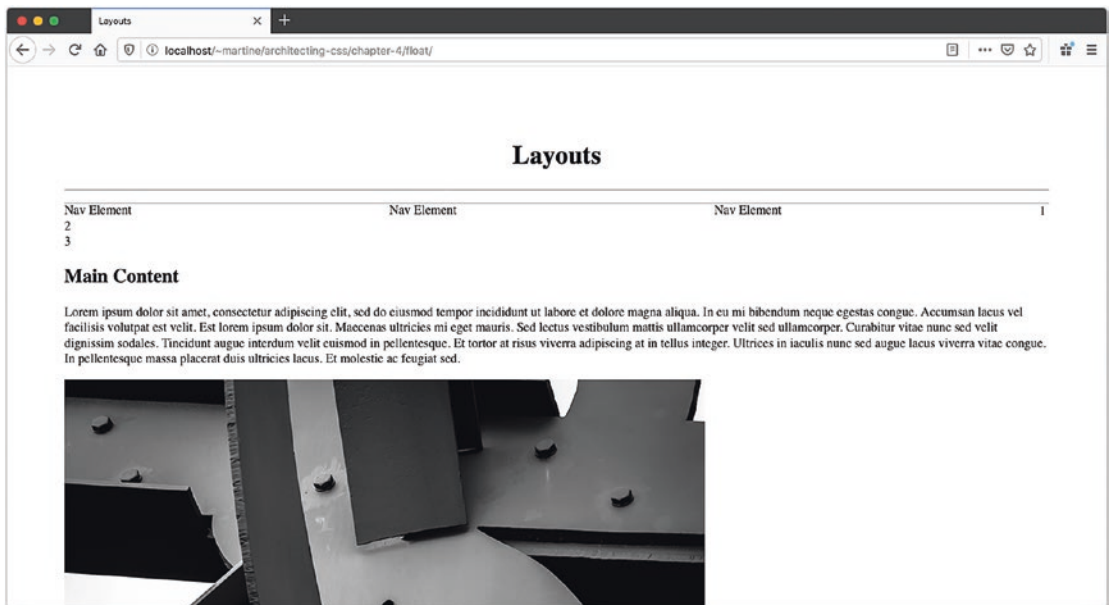 Layouts
localhost/~martine/architecting-css/chapter-4/float/
Layouts
Nav Element Nav Element Nav Element 1
2
3
Main Content
Lorem ipsum dolor sit amet, consectetur adipiscing elit, sed do eiusmod tempor incididunt ut labore et dolore magna aliqua. In eu mi bibendum neque egestas congue. Accumsan lacus vel
facilisis volutpat est velit. Est lorem ipsum dolor sit. Maecenas ultricies mi eget mauris. Sed lectus vestibulum mattis ullamcorper velit sed ullamcorper. Curabitur vitae nunc sed velit
dignissim sodales. Tincidunt augue interdum velit euismod in pellentesque. Et tortor at risus viverra adipiscing at in tellus integer. Ultrices in iaculis nunc sed augue lacus viverra vitae congue.
In pellentesque massa placerat duis ultricies lacus. Et molestie ac feugiat sed.